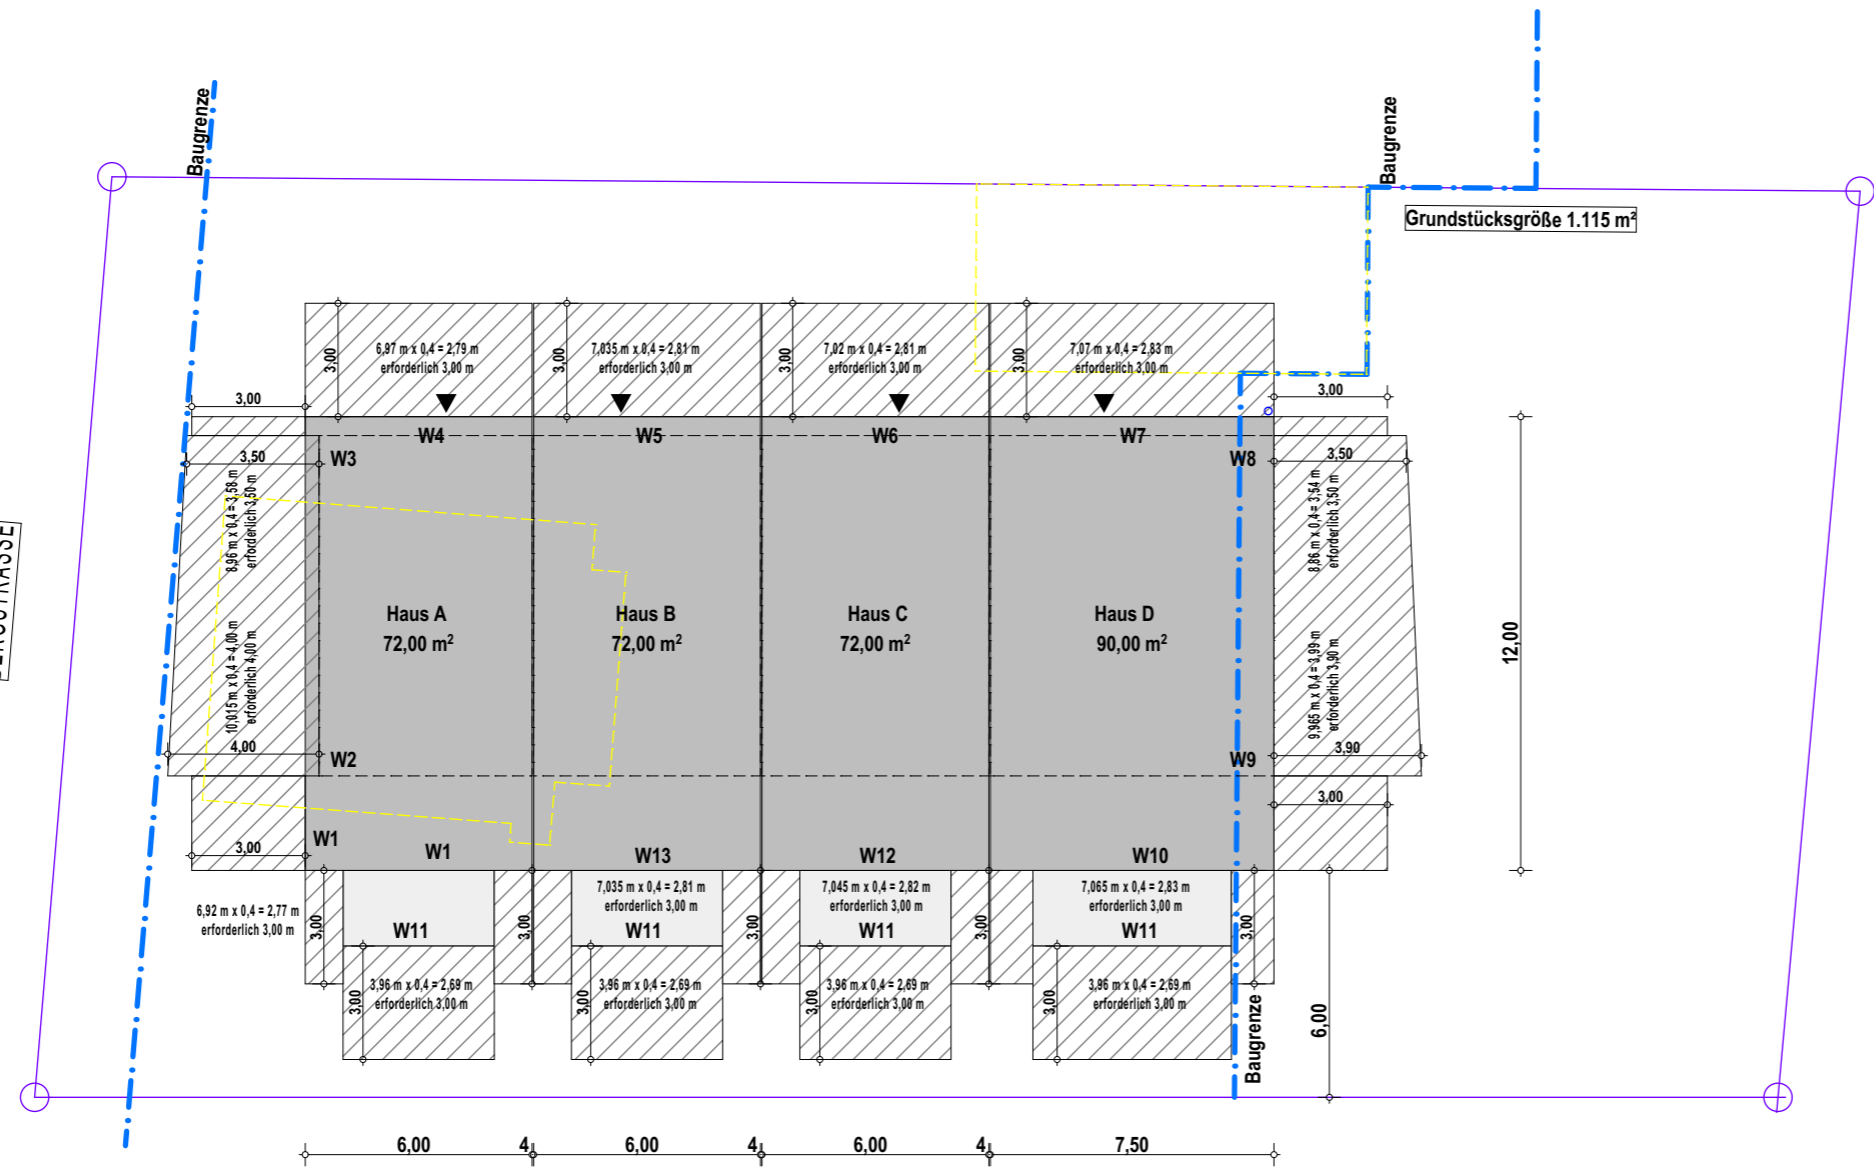 Baugrenze
Baugrenze
Grundstücksgröße 1.115 m²
3,00
6,97 m x 0,4 = 2,79 m
erforderlich 3,00 m
3,00
7,035 m x 0,4 = 2,81 m
erforderlich 3,00 m
3,00
7,02 m x 0,4 = 2,81 m
erforderlich 3,00 m
3,00
7,07 m x 0,4 = 2,83 m
erforderlich 3,00 m
3,00
3,00
W4
W5
W6
W7
3,50
W3
W8
3,50
8,96 m x 0,4 = 3,58 m
erforderlich 3,50 m
8,86 m x 0,4 = 3,54 m
erforderlich 3,50 m
Haus A
72,00 m²
Haus B
72,00 m²
Haus C
72,00 m²
Haus D
90,00 m²
12,00
10,015 m x 0,4 = 4,00 m
erforderlich 4,00 m
9,965 m x 0,4 = 3,99 m
erforderlich 3,90 m
4,00
W2
W9
3,90
3,00
W1
3,00
W1
W13
W12
W10
6,92 m x 0,4 = 2,77 m
erforderlich 3,00 m
3,00
W11
3,00
7,035 m x 0,4 = 2,81 m
erforderlich 3,00 m
W11
3,00
7,045 m x 0,4 = 2,82 m
erforderlich 3,00 m
W11
3,00
7,065 m x 0,4 = 2,83 m
erforderlich 3,00 m
W11
3,00
3,00
3,96 m x 0,4 = 2,69 m
erforderlich 3,00 m
3,00
3,96 m x 0,4 = 2,69 m
erforderlich 3,00 m
3,00
3,96 m x 0,4 = 2,69 m
erforderlich 3,00 m
3,00
3,96 m x 0,4 = 2,69 m
erforderlich 3,00 m
Baugrenze
6,00
6,00
4
6,00
4
6,00
4
7,50